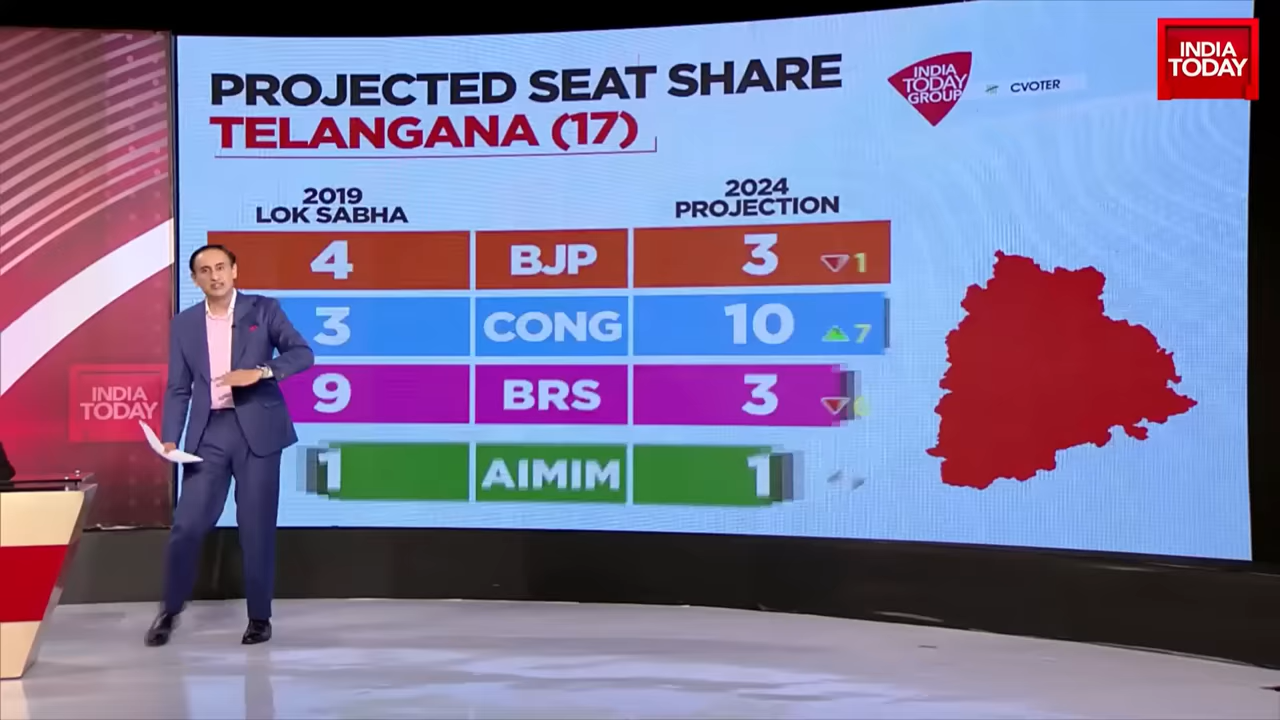 PROJECTED SEAT SHARE
TELANGANA (17)
INDIA
TODAY
GROUP
CVOTER
INDIA
TODAY
2019
LOK SABHA
2024
PROJECTION
4 BJP 3 1
3 CONG 10 7
9 BRS 3
1 AIMIM 1
INDIA
TODAY